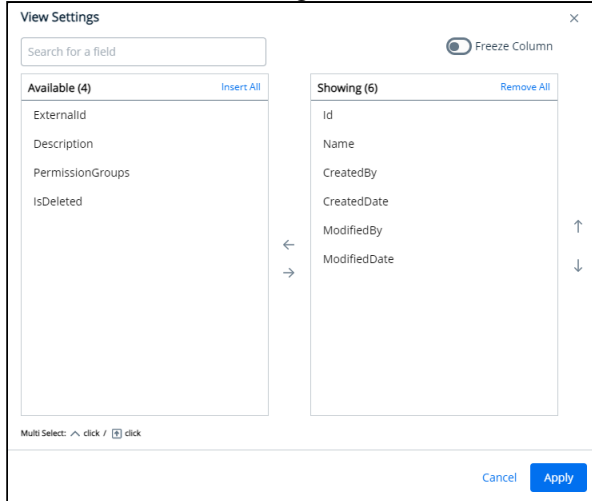 View Settings
Search for a field
Freeze Column
Available (4) Insert All
ExternalId
Description
PermissionGroups
IsDeleted
Showing (6) Remove All
Id
Name
CreatedBy
CreatedDate
ModifiedBy
ModifiedDate
Multi Select: click / click
Cancel Apply